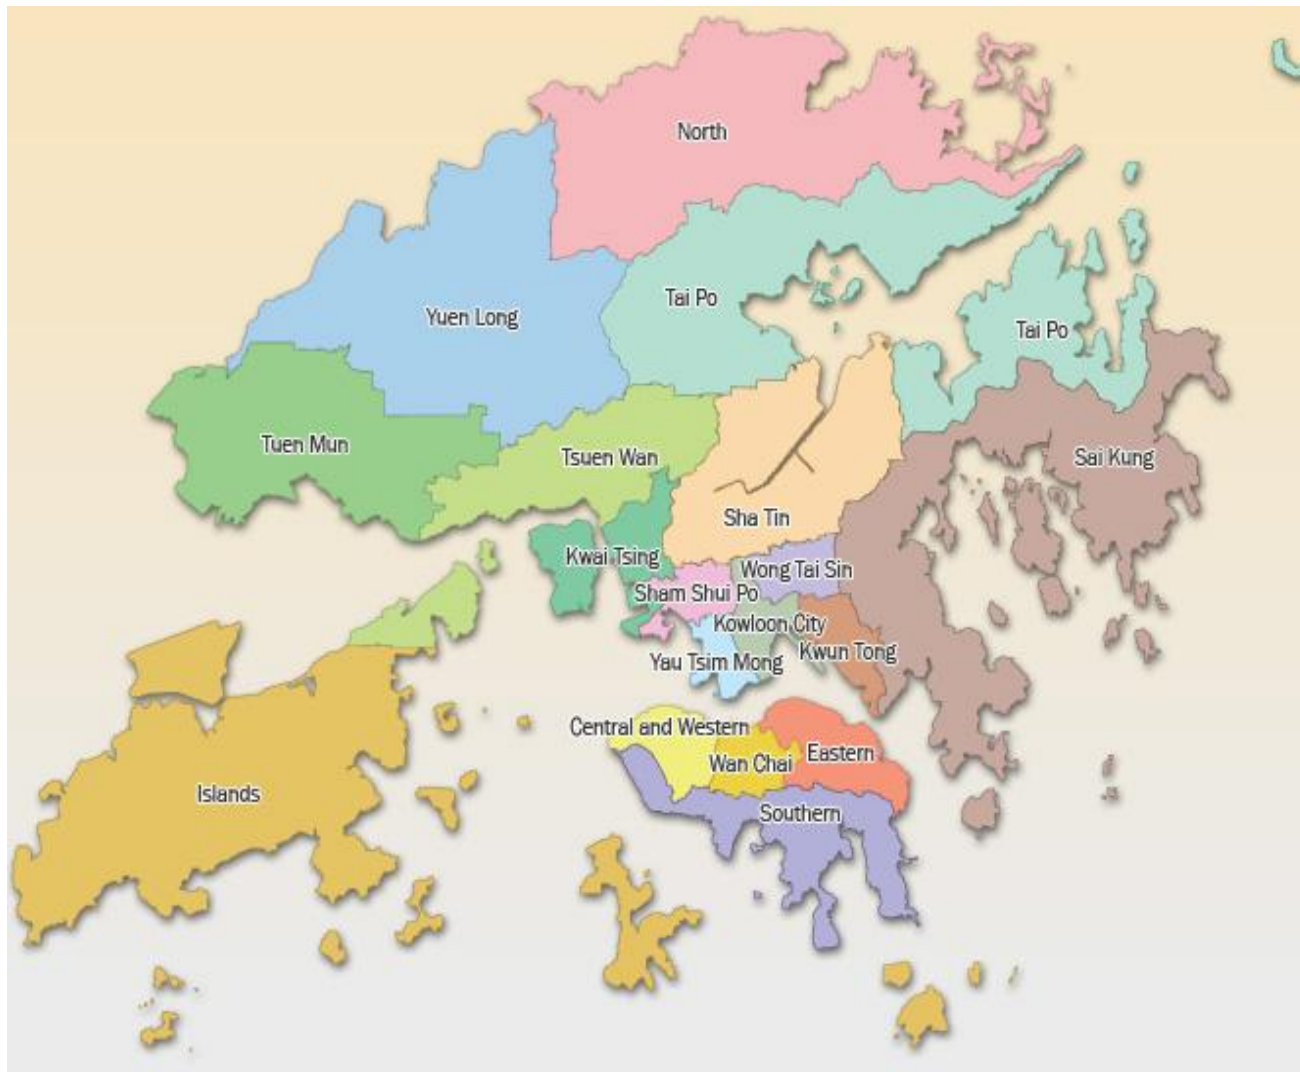 North
Tai Po
Yuen Long
Tai Po
Tuen Mun
Tsuen Wan
Sai Kung
Sha Tin
Kwai Tsing
Wong Tai Sin
Sham Shui Po
Kowloon City
Kwun Tong
Yau Tsim Mong
Central and Western
Eastern
Wan Chai
Islands
Southern